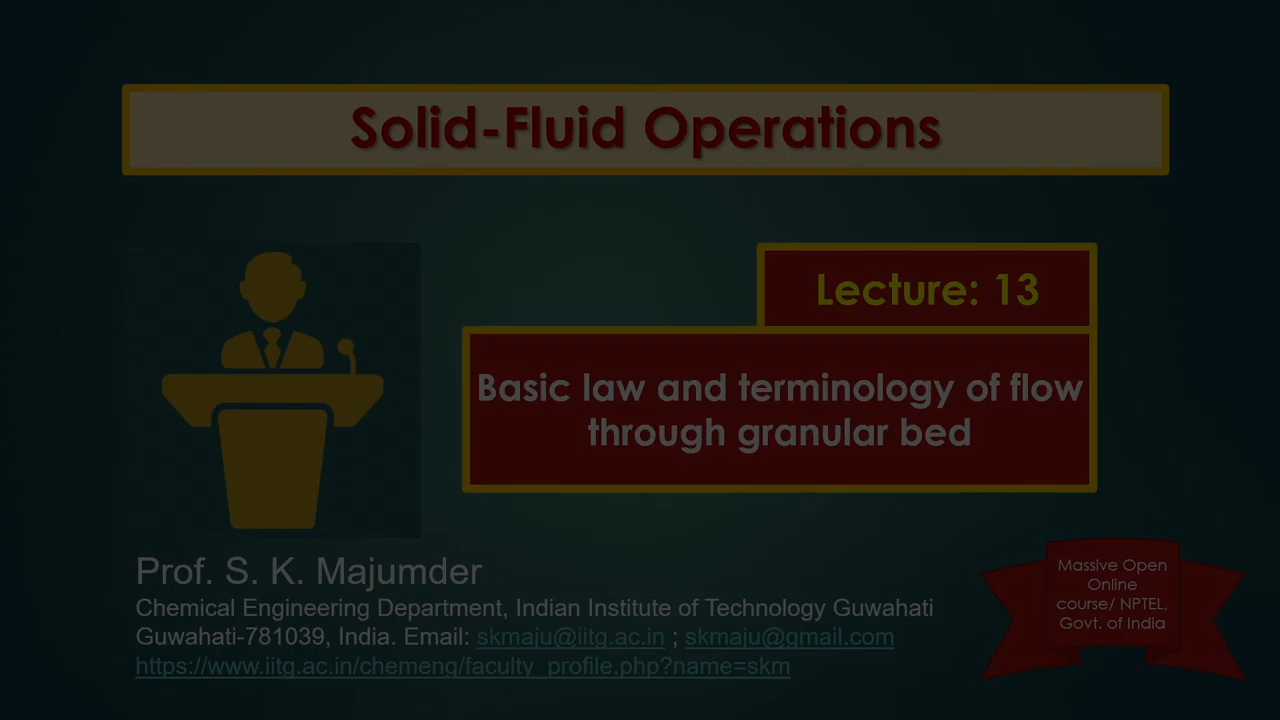 Solid-Fluid Operations
Lecture: 13
Basic law and terminology of flow
through granular bed
Prof. S. K. Majumder
Chemical Engineering Department, Indian Institute of Technology Guwahati
Guwahati-781039, India. Email: skmaju@iitg.ac.in ; skmaju@gmail.com
https://www.iitg.ac.in/chemeng/faculty_profile.php?name=skm
Massive Open
Online
course/ NPTEL,
Govt. of India